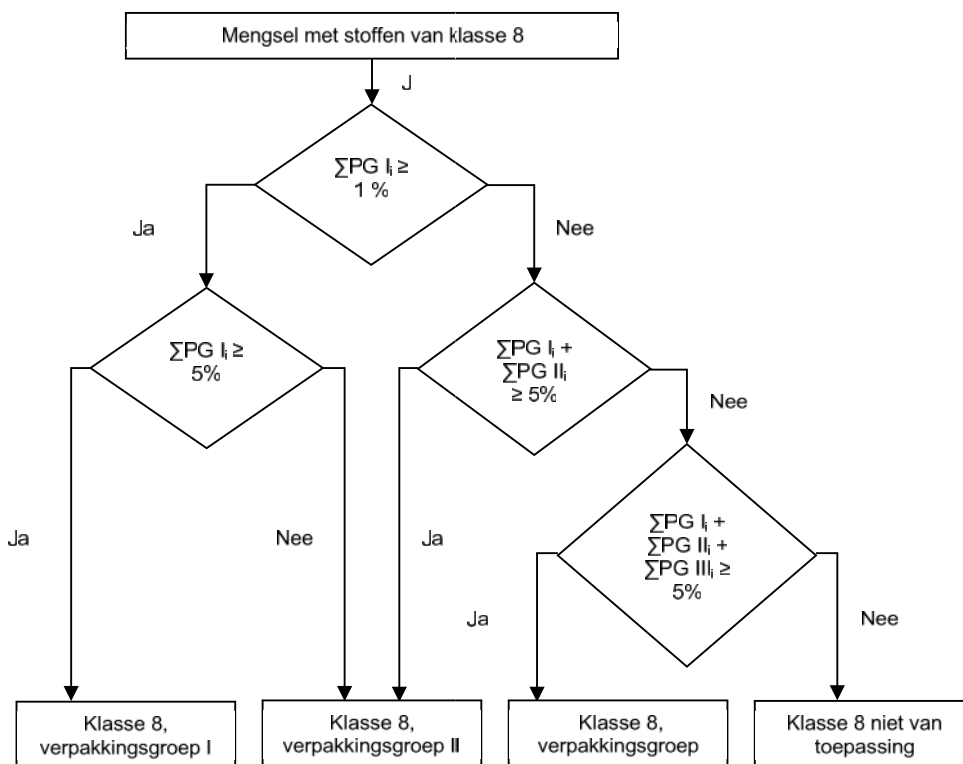 Mengsel met stoffen van klasse 8
J
∑PG Iᵢ ≥
1 %
Ja
Nee
∑PG Iᵢ ≥
5%
∑PG Iᵢ +
∑PG IIᵢ
≥ 5%
Nee
Ja
Nee
Ja
∑PG Iᵢ +
∑PG IIᵢ +
∑PG IIIᵢ ≥
5%
Ja
Nee
Klasse 8,
verpakkingsgroep I
Klasse 8,
verpakkingsgroep II
Klasse 8,
verpakkingsgroep
Klasse 8 niet van
toepassing